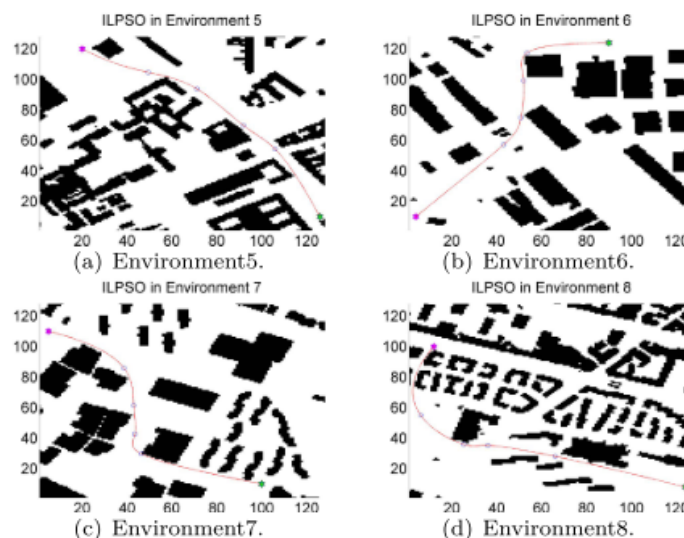 ILPSO in Environment 5
120
100
80
60
40
20
20 40 60 80 100 120
(a) Environment5.
ILPSO in Environment 6
120
100
80
60
40
20
20 40 60 80 100 120
(b) Environment6.
ILPSO in Environment 7
120
100
80
60
40
20
20 40 60 80 100 120
(c) Environment7.
ILPSO in Environment 8
120
100
80
60
40
20
20 40 60 80 100 120
(d) Environment8.